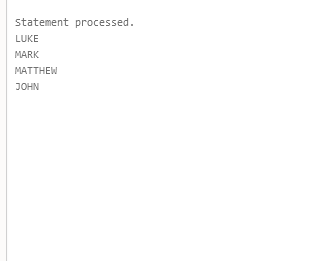 Statement processed.
LUKE
MARK
MATTHEW
JOHN